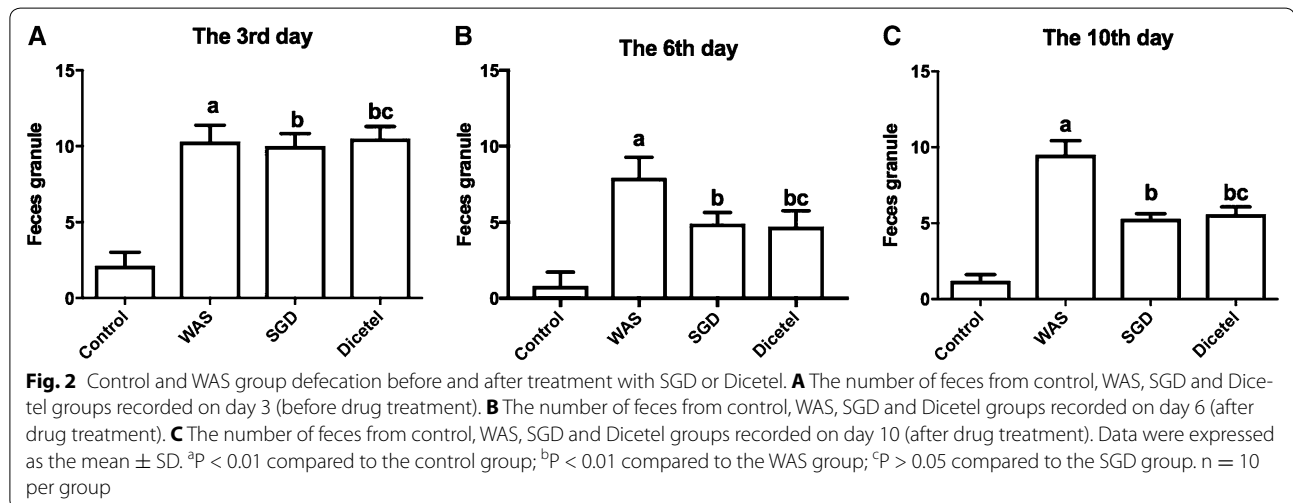 A The 3rd day
15
10
5
0
Feces granule
a
b
bc
Control
WAS
SGD
Dicetel
B The 6th day
15
10
5
0
Feces granule
a
b
bc
Control
WAS
SGD
Dicetel
C The 10th day
15
10
5
0
Feces granule
a
b
bc
Control
WAS
SGD
Dicetel
Fig. 2 Control and WAS group defecation before and after treatment with SGD or Dicetel. A The number of feces from control, WAS, SGD and Dice-
tel groups recorded on day 3 (before drug treatment). B The number of feces from control, WAS, SGD and Dicetel groups recorded on day 6 (after
drug treatment). C The number of feces from control, WAS, SGD and Dicetel groups recorded on day 10 (after drug treatment). Data were expressed
as the mean ± SD. ᵃP < 0.01 compared to the control group; ᵇP < 0.01 compared to the WAS group; ᶜP > 0.05 compared to the SGD group. n = 10
per group